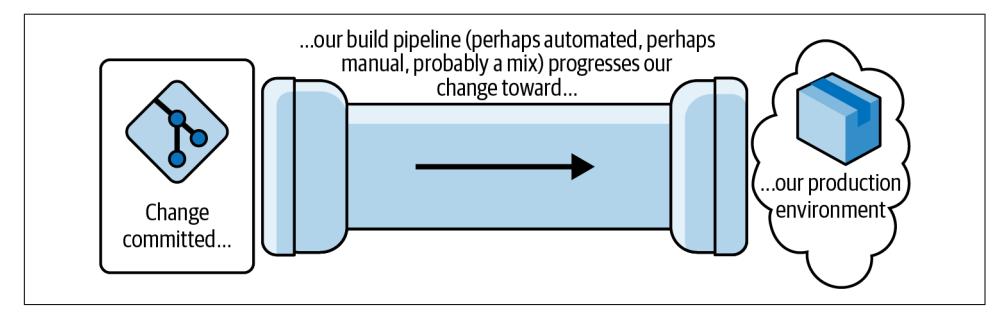 Change
committed...
...our build pipeline (perhaps automated, perhaps
manual, probably a mix) progresses our
change toward...
...our production
environment